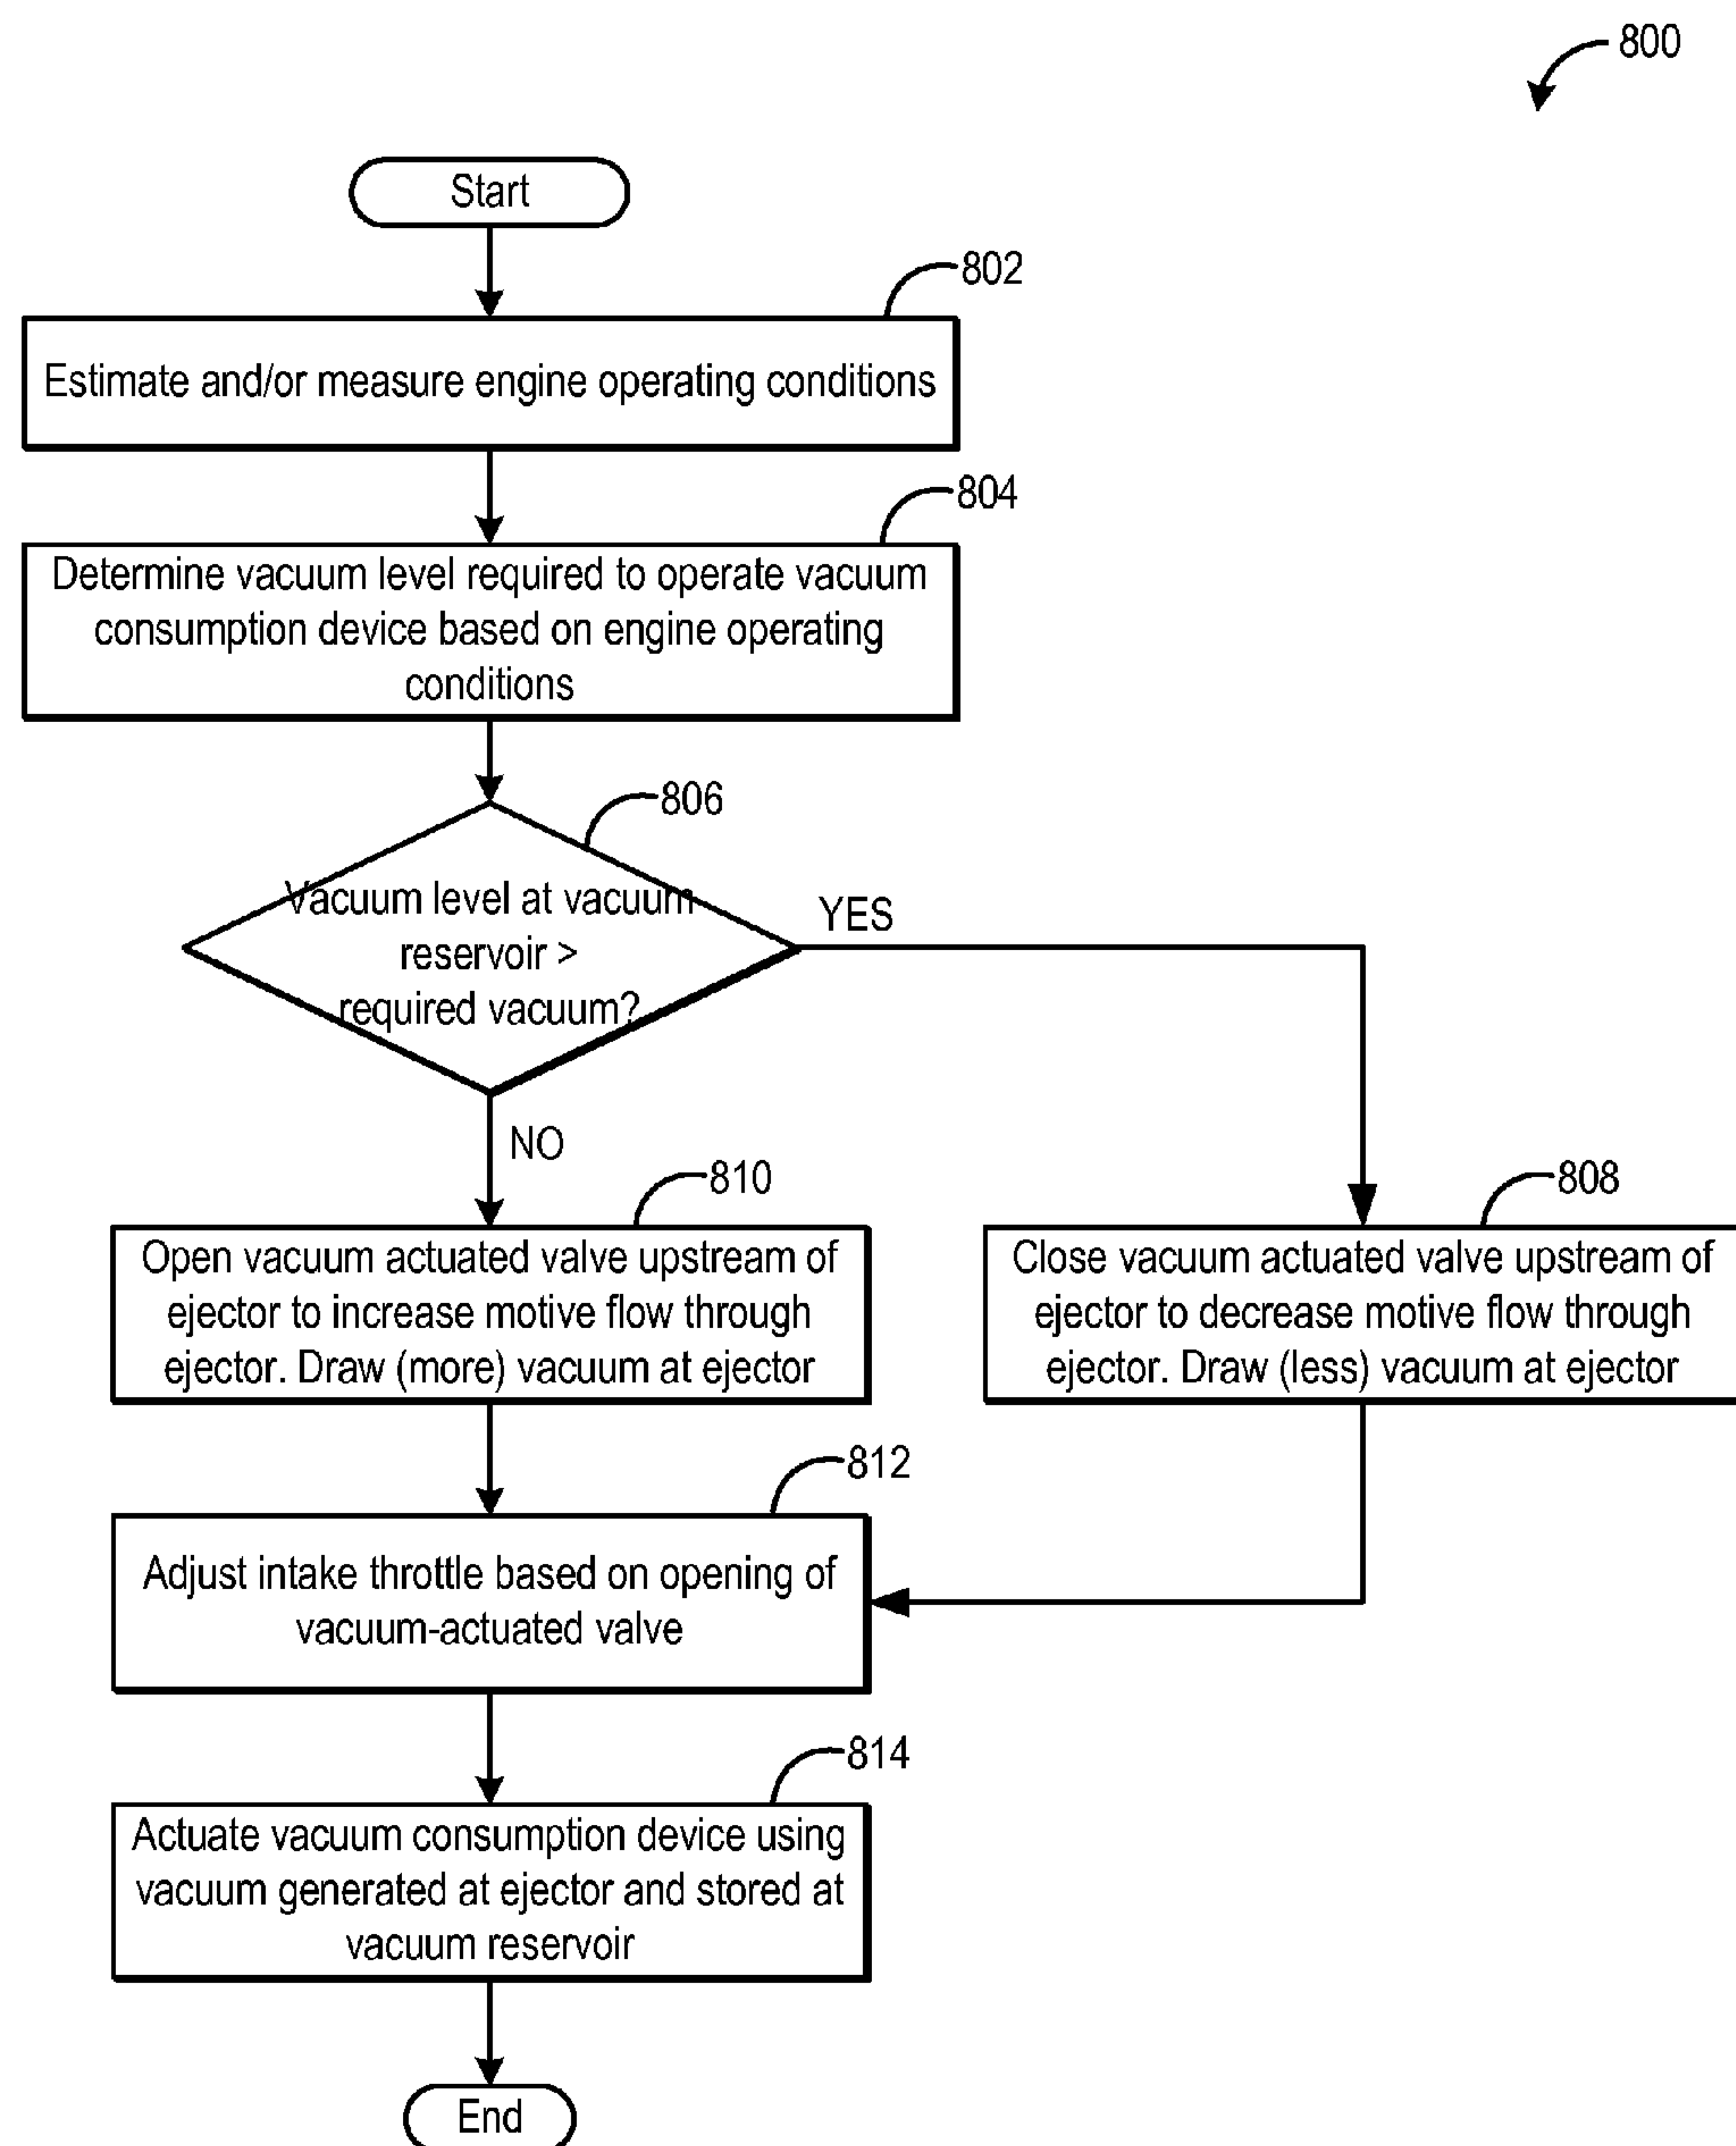 800
Start
802
Estimate and/or measure engine operating conditions
804
Determine vacuum level required to operate vacuum
consumption device based on engine operating
conditions
806
Vacuum level at vacuum
reservoir >
required vacuum?
YES
NO
810
Open vacuum actuated valve upstream of
ejector to increase motive flow through
ejector. Draw (more) vacuum at ejector
808
Close vacuum actuated valve upstream of
ejector to decrease motive flow through
ejector. Draw (less) vacuum at ejector
812
Adjust intake throttle based on opening of
vacuum-actuated valve
814
Actuate vacuum consumption device using
vacuum generated at ejector and stored at
vacuum reservoir
End